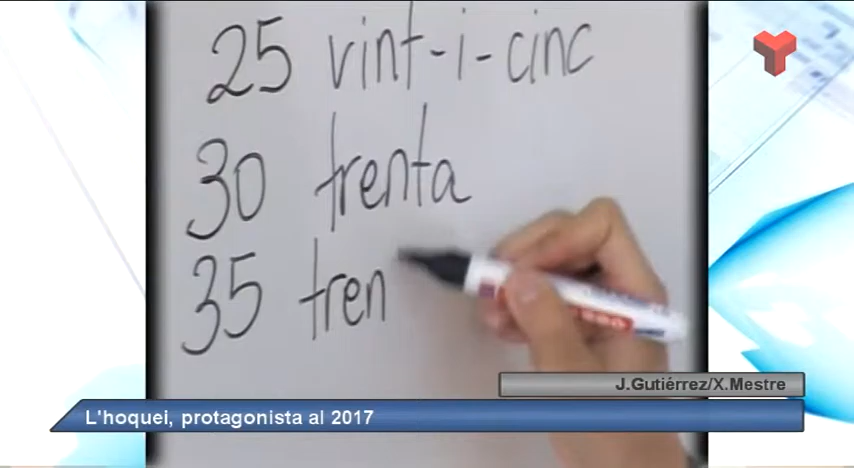 25 vint-i-cinc
30 trenta
35 tren
J.Gutiérrez/X.Mestre
L'hoquei, protagonista al 2017